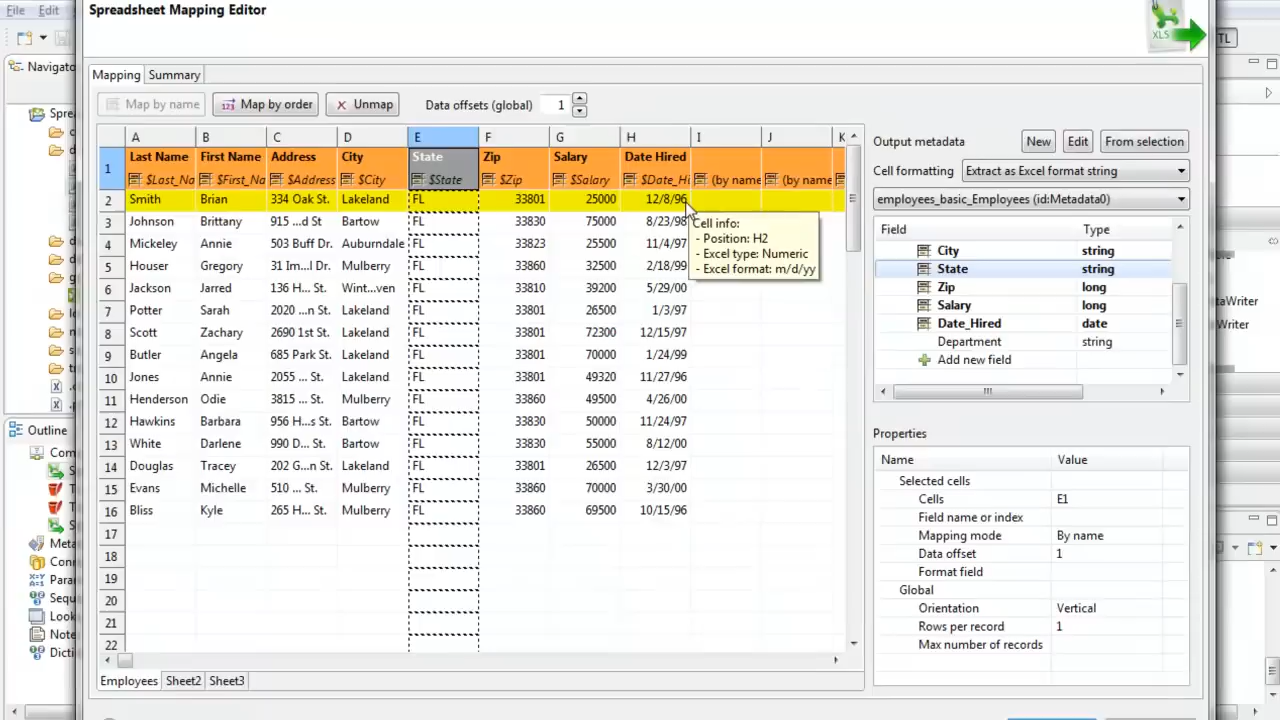 Spreadsheet Mapping Editor
File Edit
XLS
TL
Navigato
Mapping Summary
Map by name Map by order Unmap Data offsets (global) 1
Sprea
A B C D E F G H I J K
1 Last Name First Name Address City State Zip Salary Date Hired
$Last_Na $First_N $Address $City $State $Zip $Salary $Date_Hi (by name (by name
2 Smith Brian 334 Oak St. Lakeland FL 33801 25000 12/8/96
3 Johnson Brittany 915 ...d St Bartow FL 33830 75000 8/23/98
4 Mickeley Annie 503 Buff Dr. Auburndale FL 33823 25500 11/4/97
5 Houser Gregory 31 Im...l Dr. Mulberry FL 33860 32500 2/18/99
6 Jackson Jarred 136 H... St. Wint...ven FL 33810 39200 5/29/00
7 Potter Sarah 2020 ...n St. Lakeland FL 33801 26500 1/3/97
8 Scott Zachary 2690 1st St. Lakeland FL 33801 72300 12/15/97
9 Butler Angela 685 Park St. Lakeland FL 33801 70000 1/24/99
10 Jones Annie 2055 ... St. Lakeland FL 33801 49320 11/27/96
11 Henderson Odie 3815 ... St. Mulberry FL 33860 49500 4/26/00
12 Hawkins Barbara 956 H...s St. Bartow FL 33830 50000 11/24/97
13 White Darlene 990 D... St. Bartow FL 33830 55000 8/12/00
14 Douglas Tracey 202 G...n St. Lakeland FL 33801 26500 12/3/97
15 Evans Michelle 510 ... St. Mulberry FL 33860 70000 3/30/00
16 Bliss Kyle 265 H... St. Mulberry FL 33860 69500 10/15/96
17
18
19
20
21
22
Cell info:
- Position: H2
- Excel type: Numeric
- Excel format: m/d/yy
Employees Sheet2 Sheet3
Output metadata New Edit From selection
Cell formatting Extract as Excel format string
employees_basic_Employees (id:Metadata0)
Field Type
City string
State string
Zip long
Salary long
Date_Hired date
Department string
Add new field
Properties
Name Value
Selected cells
Cells E1
Field name or index
Mapping mode By name
Data offset 1
Format field
Global
Orientation Vertical
Rows per record 1
Max number of records
Outline
Com
Meta
Conn
Para
Sequ
Look
Note
Dicti
taWriter
Writer